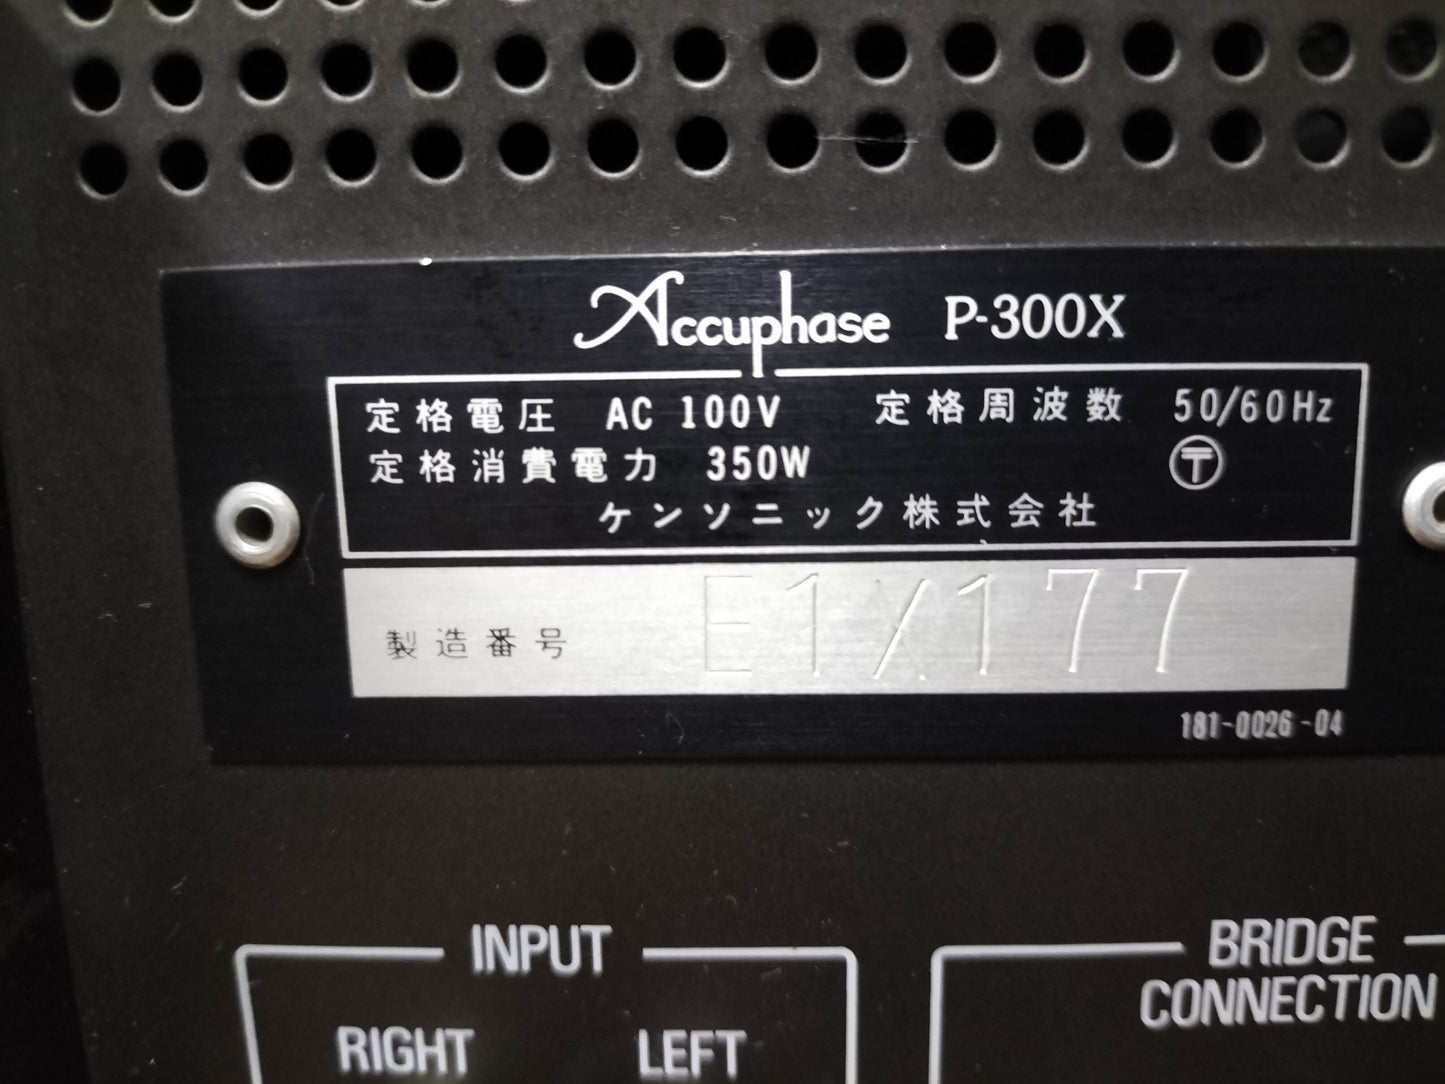 Accuphase P-300X
定格電圧 AC 100V 定格周波数 50/60Hz
定格消費電力 350W 〶
ケンソニック株式会社
製造番号 E1X177
181-0026-04
INPUT
RIGHT LEFT
BRIDGE
CONNECTION